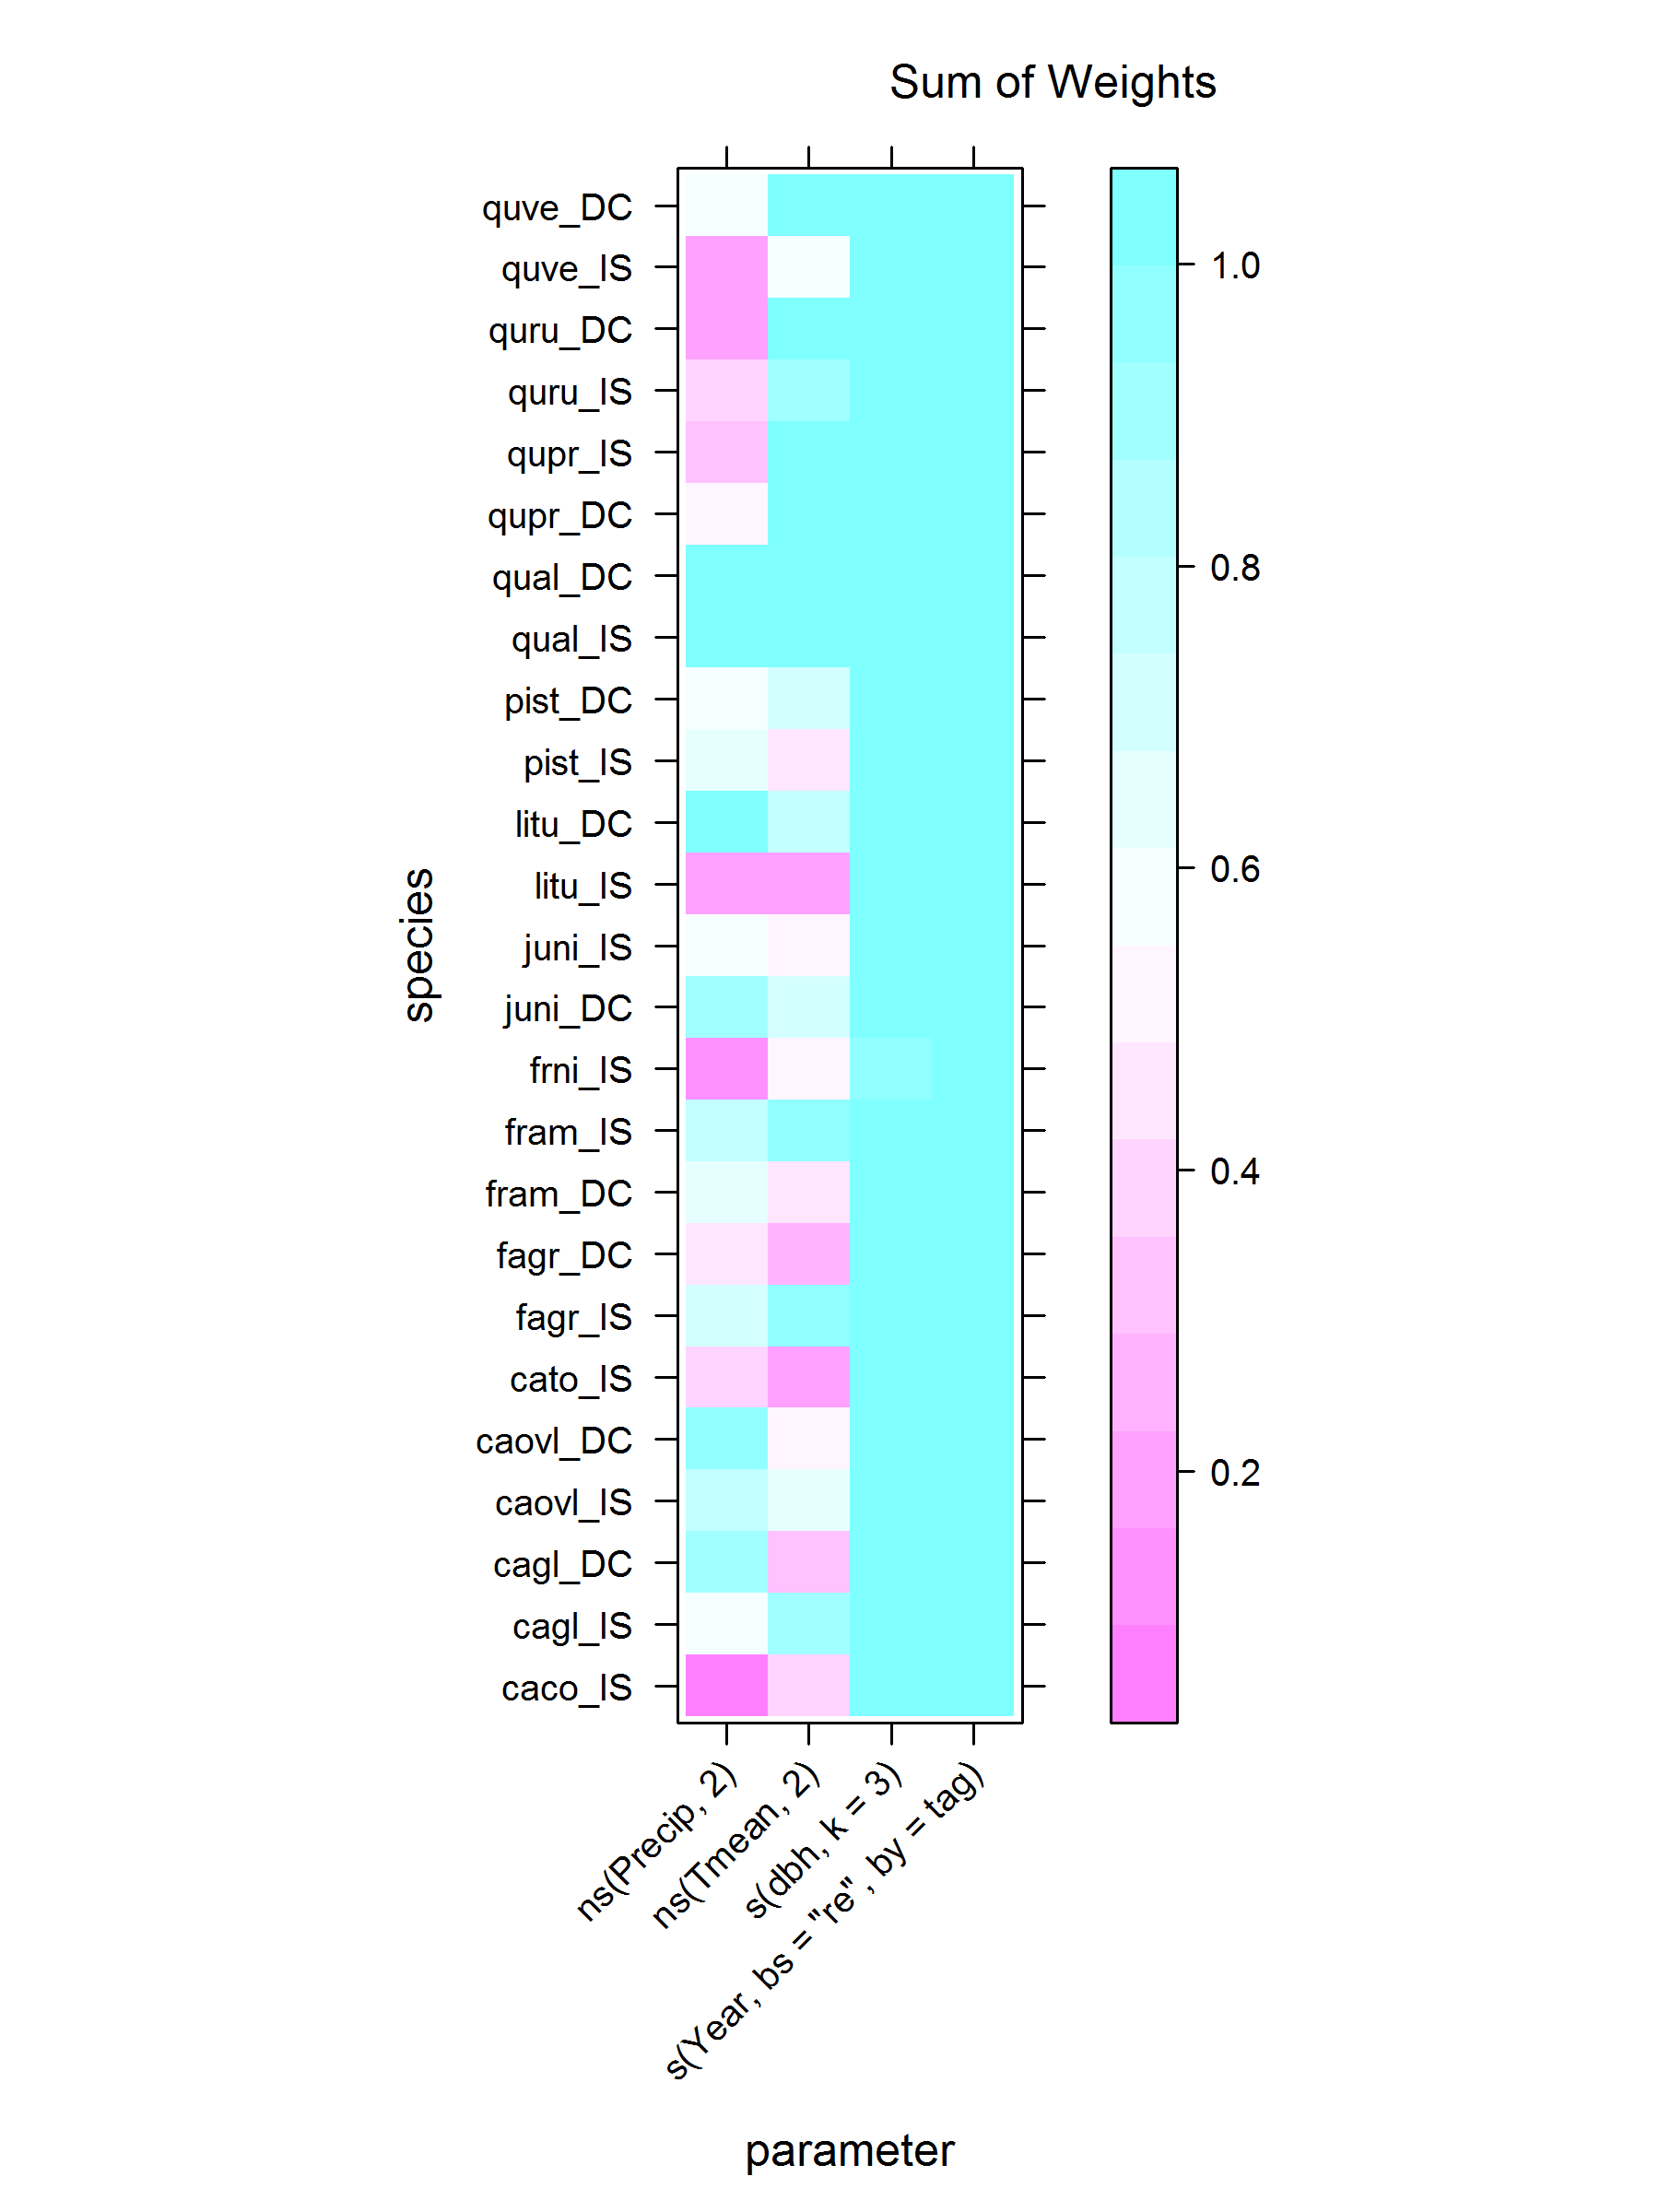 Sum of Weights
quve_DC
quve_IS
quru_DC
quru_IS
qupr_IS
qupr_DC
qual_DC
qual_IS
pist_DC
pist_IS
litu_DC
litu_IS
juni_IS
juni_DC
frni_IS
fram_IS
fram_DC
fagr_DC
fagr_IS
cato_IS
caovl_DC
caovl_IS
cagl_DC
cagl_IS
caco_IS
species
1.0
0.8
0.6
0.4
0.2
ns(Precip, 2)
ns(Tmean, 2)
s(dbh, k = 3)
s(Year, bs = "re" , by = tag)
parameter